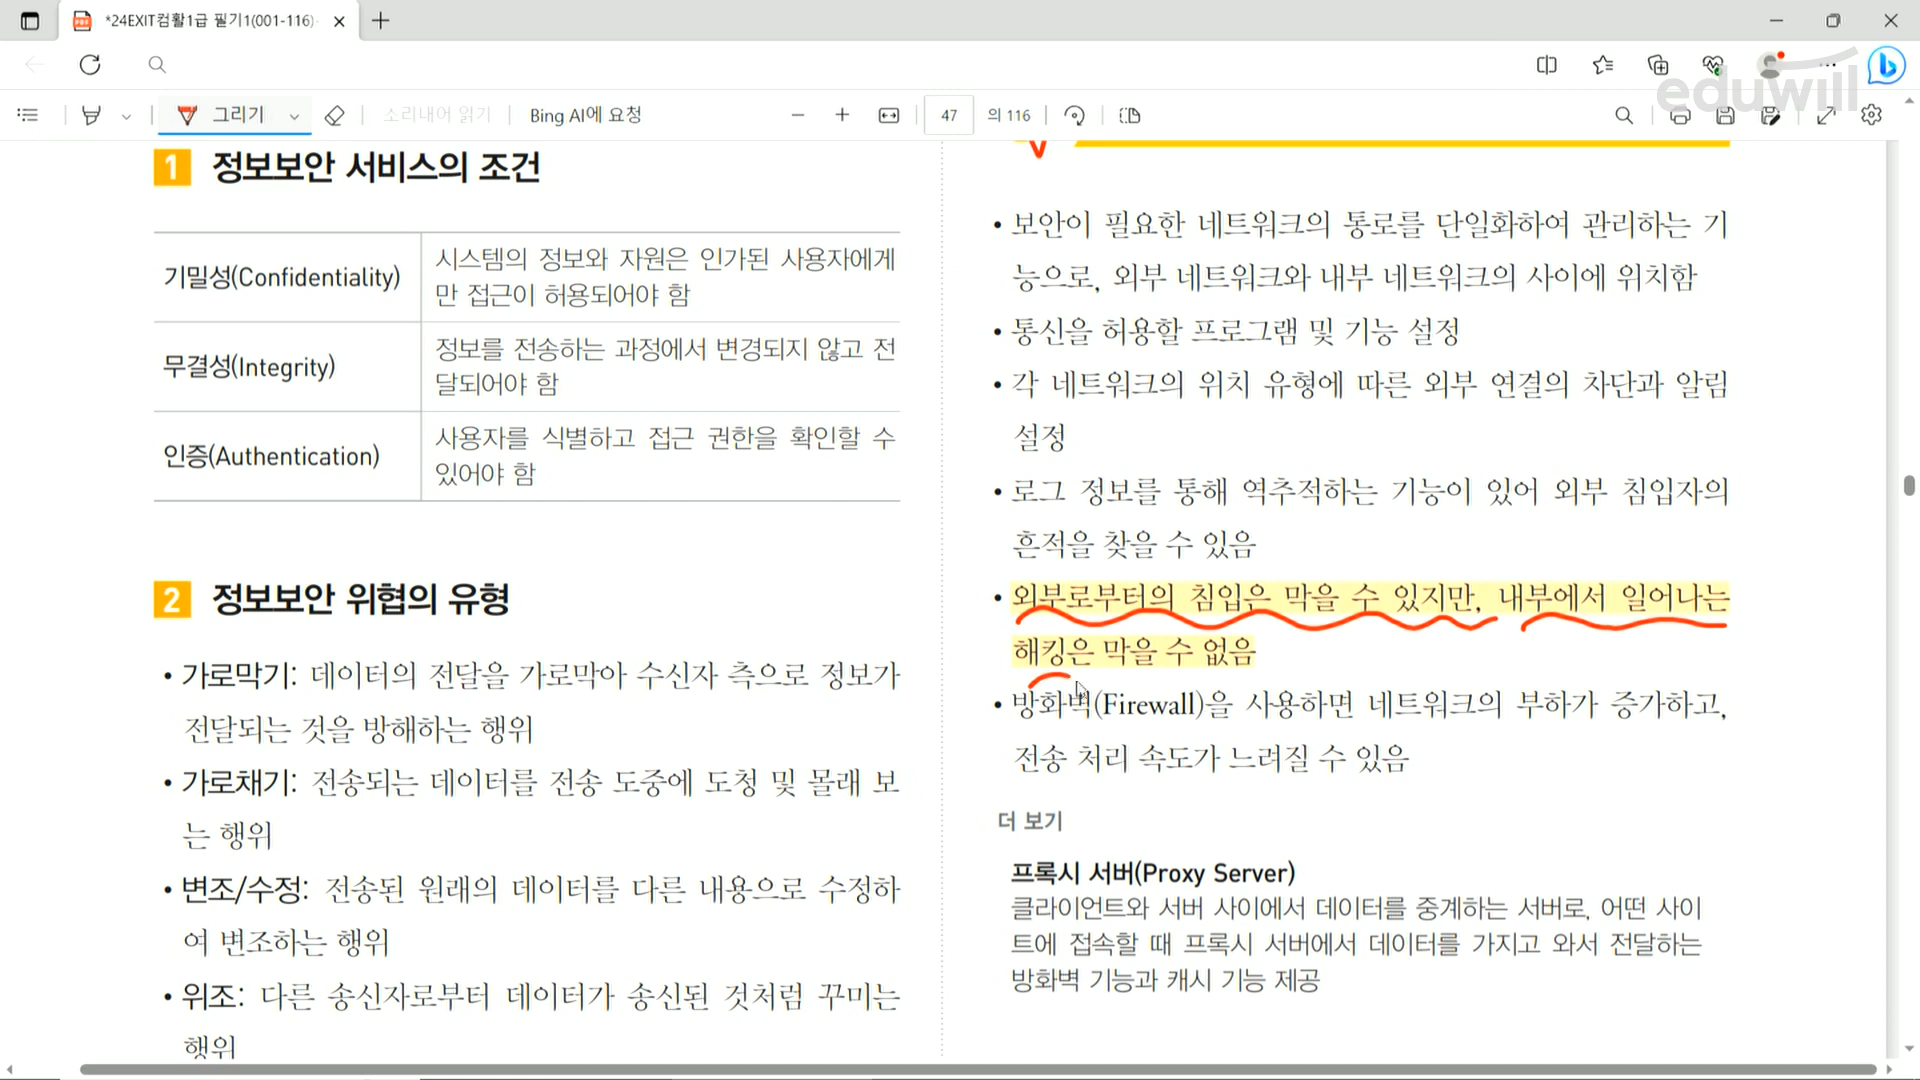 *24EXIT컴활1급 필기1(001-116)
eduwill
그리기
소리내어 읽기
Bing AI에 요청
47
의 116
1 정보보안 서비스의 조건
기밀성(Confidentiality)
시스템의 정보와 자원은 인가된 사용자에게
만 접근이 허용되어야 함
무결성(Integrity)
정보를 전송하는 과정에서 변경되지 않고 전
달되어야 함
인증(Authentication)
사용자를 식별하고 접근 권한을 확인할 수
있어야 함
2 정보보안 위협의 유형
• 가로막기: 데이터의 전달을 가로막아 수신자 측으로 정보가
전달되는 것을 방해하는 행위
• 가로채기: 전송되는 데이터를 전송 도중에 도청 및 몰래 보
는 행위
• 변조/수정: 전송된 원래의 데이터를 다른 내용으로 수정하
여 변조하는 행위
• 위조: 다른 송신자로부터 데이터가 송신된 것처럼 꾸미는
행위
• 보안이 필요한 네트워크의 통로를 단일화하여 관리하는 기
능으로, 외부 네트워크와 내부 네트워크의 사이에 위치함
• 통신을 허용할 프로그램 및 기능 설정
• 각 네트워크의 위치 유형에 따른 외부 연결의 차단과 알림
설정
• 로그 정보를 통해 역추적하는 기능이 있어 외부 침입자의
흔적을 찾을 수 있음
• 외부로부터의 침입은 막을 수 있지만, 내부에서 일어나는
해킹은 막을 수 없음
• 방화벽(Firewall)을 사용하면 네트워크의 부하가 증가하고,
전송 처리 속도가 느려질 수 있음
더 보기
프록시 서버(Proxy Server)
클라이언트와 서버 사이에서 데이터를 중계하는 서버로, 어떤 사이
트에 접속할 때 프록시 서버에서 데이터를 가지고 와서 전달하는
방화벽 기능과 캐시 기능 제공